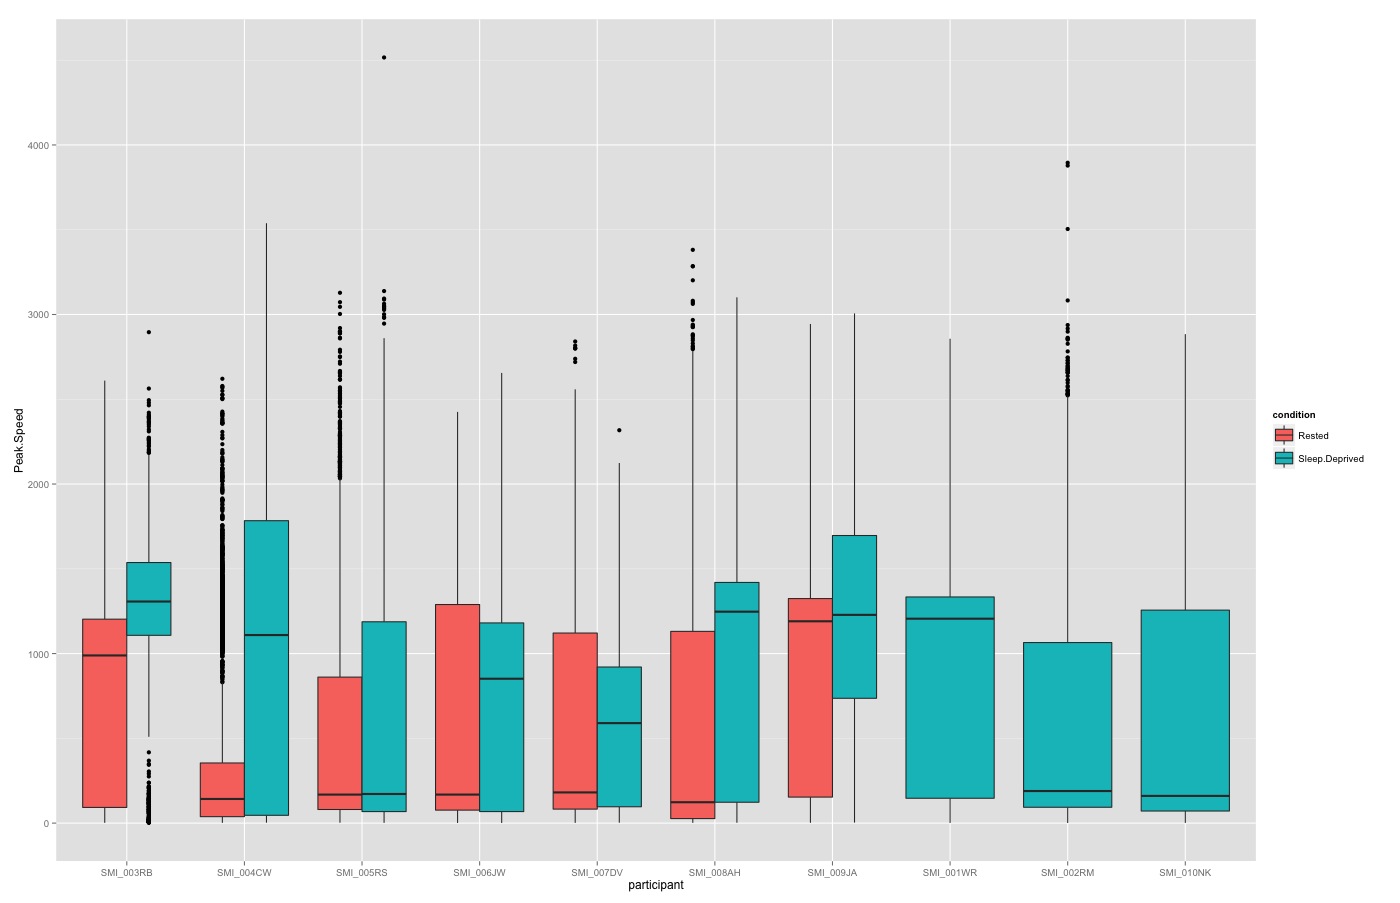 4000
3000
2000
1000
0
Peak.Speed
SMI_003RB SMI_004CW SMI_005RS SMI_006JW SMI_007DV SMI_008AH SMI_009JA SMI_001WR SMI_002RM SMI_010NK
participant
condition
Rested
Sleep.Deprived